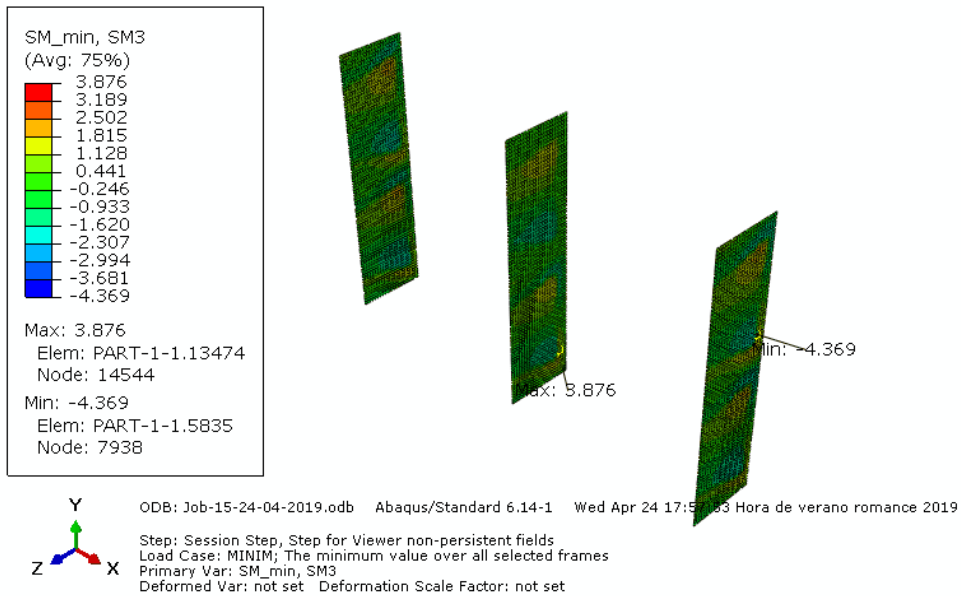 SM_min, SM3
(Avg: 75%)
3.876
3.189
2.502
1.815
1.128
0.441
-0.246
-0.933
-1.620
-2.307
-2.994
-3.681
-4.369
Max: 3.876
Elem: PART-1-1.13474
Node: 14544
Min: -4.369
Elem: PART-1-1.5835
Node: 7938
Min: -4.369
Max: 3.876
Y
Z X
ODB: Job-15-24-04-2019.odb Abaqus/Standard 6.14-1 Wed Apr 24 Hora de verano romance 2019
Step: Session Step, Step for Viewer non-persistent fields
Load Case: MINIM; The minimum value over all selected frames
Primary Var: SM_min, SM3
Deformed Var: not set Deformation Scale Factor: not set